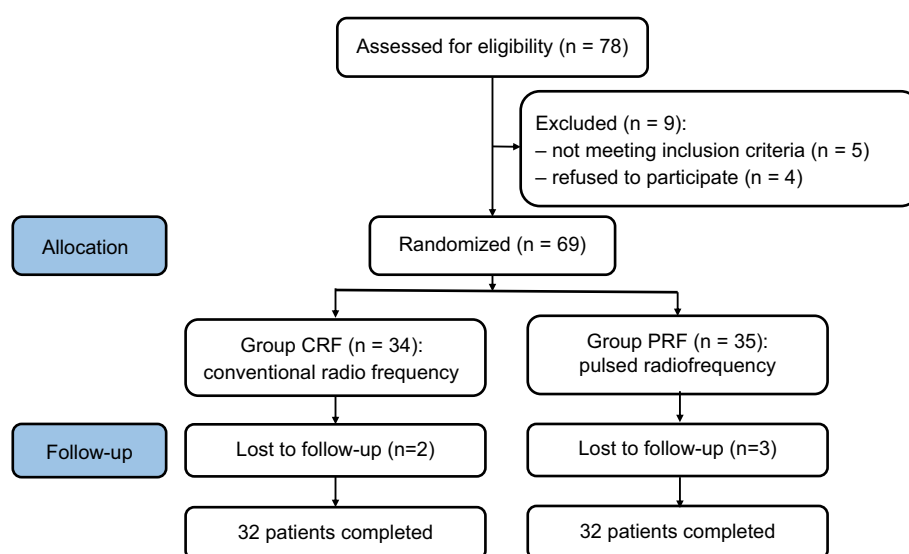 Assessed for eligibility (n = 78)
Excluded (n = 9):
– not meeting inclusion criteria (n = 5)
– refused to participate (n = 4)
Allocation
Randomized (n = 69)
Group CRF (n = 34):
conventional radio frequency
Group PRF (n = 35):
pulsed radiofrequency
Follow-up
Lost to follow-up (n=2)
Lost to follow-up (n=3)
32 patients completed
32 patients completed